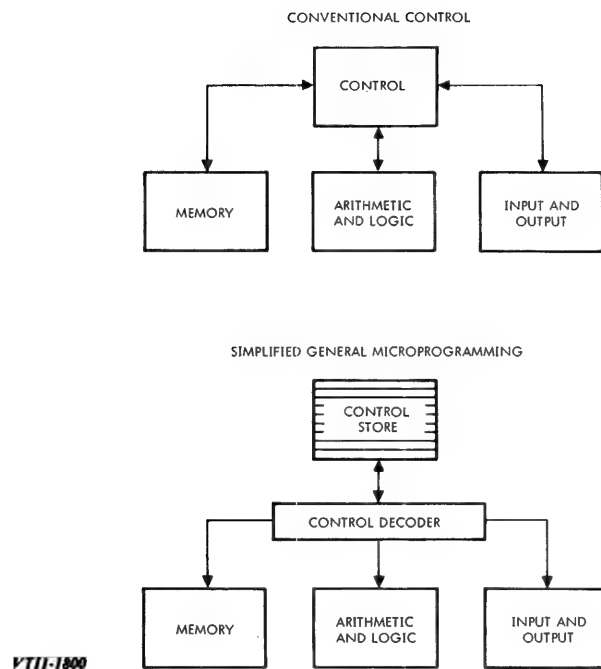 CONVENTIONAL CONTROL
CONTROL
MEMORY
ARITHMETIC
AND LOGIC
INPUT AND
OUTPUT
SIMPLIFIED GENERAL MICROPROGRAMMING
CONTROL
STORE
CONTROL DECODER
MEMORY
ARITHMETIC
AND LOGIC
INPUT AND
OUTPUT
VTII-1800